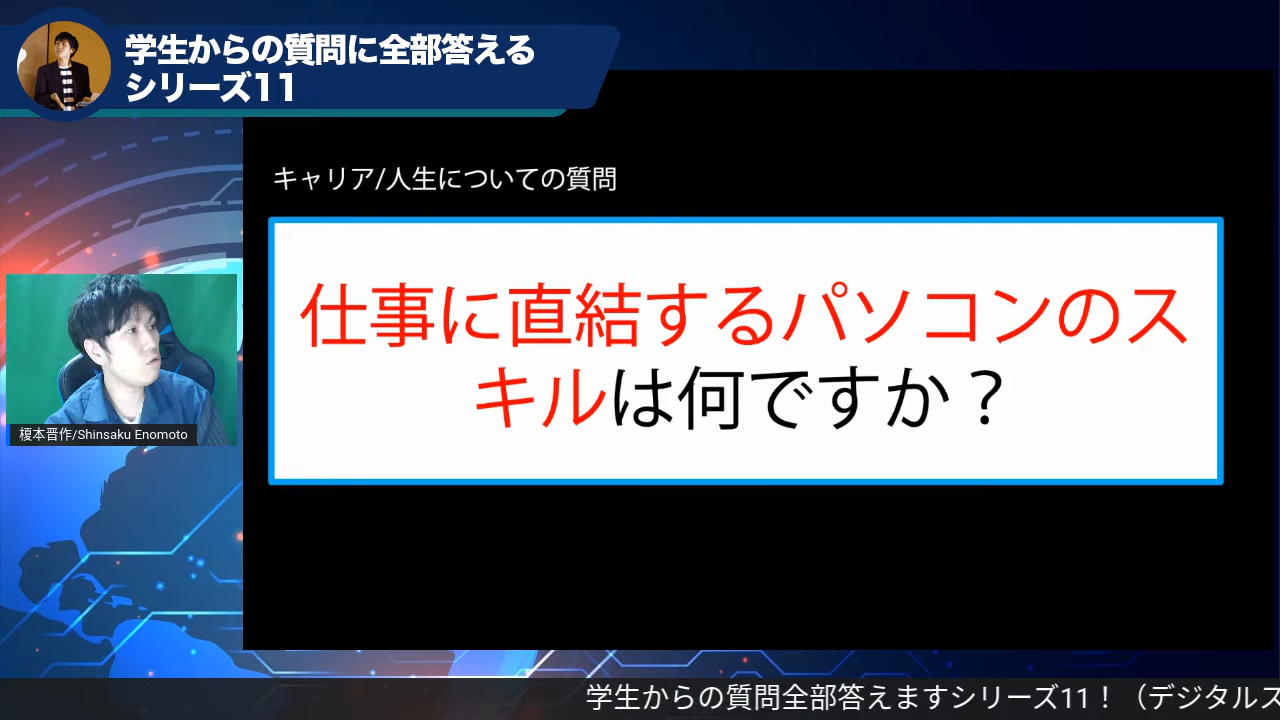 学生からの質問に全部答える
シリーズ11
キャリア/人生についての質問
仕事に直結するパソコンのス
キルは何ですか？
榎本晋作/Shinsaku Enomoto
学生からの質問全部答えますシリーズ11！（デジタルス